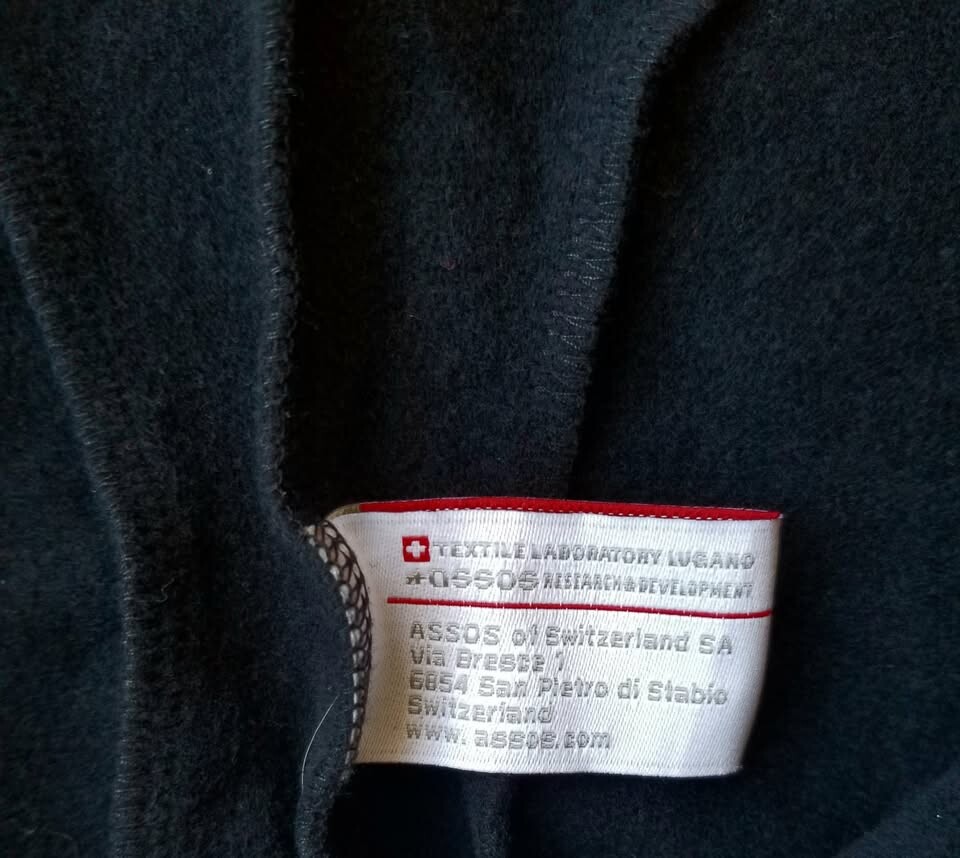 TEXTILE LABORATORY LUGANO
assos RESEARCH & DEVELOPMENT
ASSOS of Switzerland SA
Via Bresce 1
6854 San Pietro di Stabio
Switzerland
www.assos.com